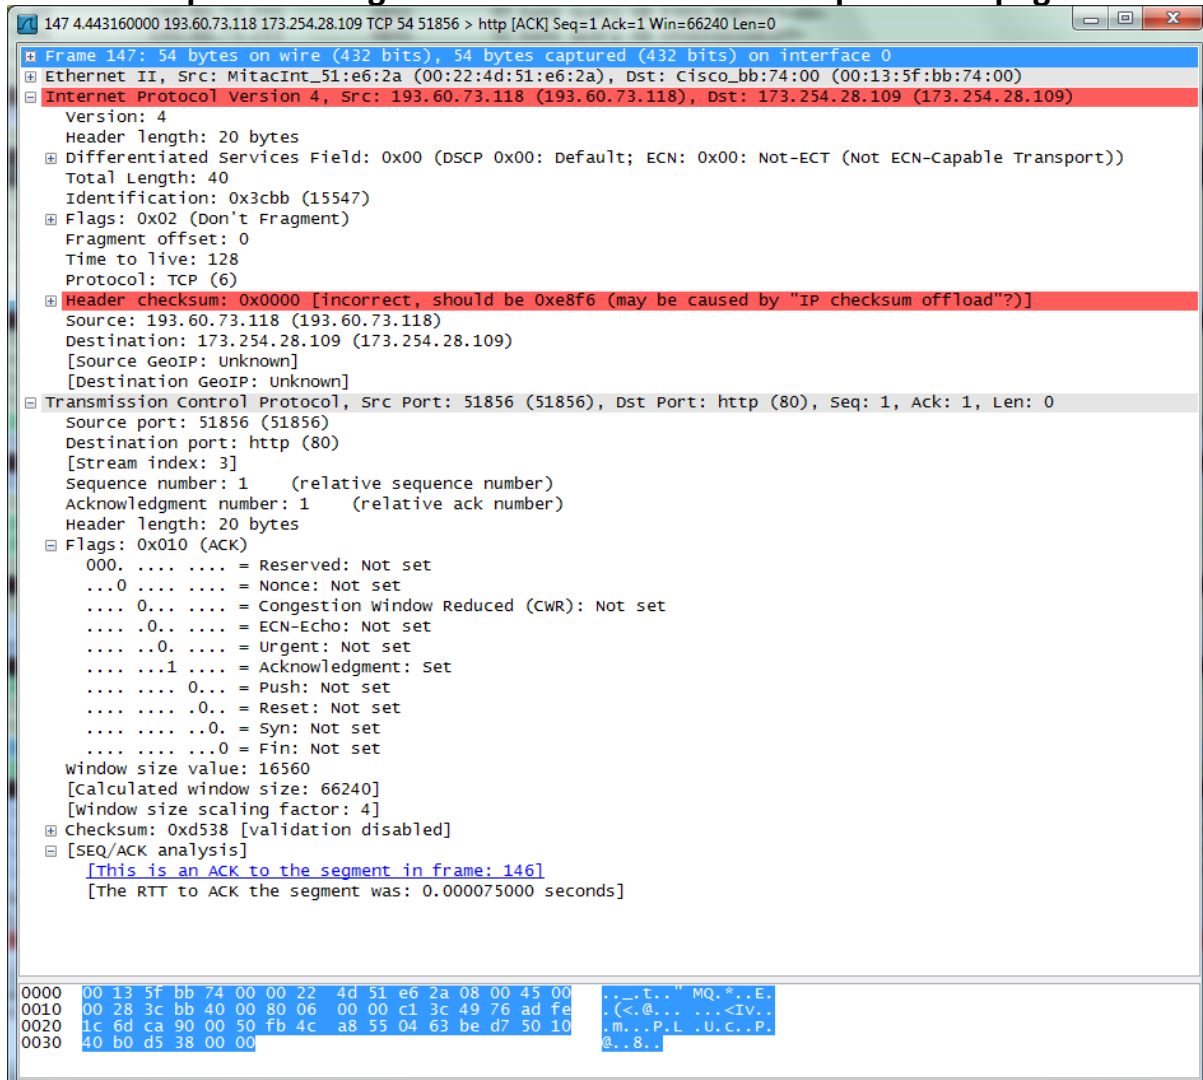 147 4.443160000 193.60.73.118 173.254.28.109 TCP 54 51856 > http [ACK] Seq=1 Ack=1 Win=66240 Len=0
Frame 147: 54 bytes on wire (432 bits), 54 bytes captured (432 bits) on interface 0
Ethernet II, Src: MitacInt_51:e6:2a (00:22:4d:51:e6:2a), Dst: Cisco_bb:74:00 (00:13:5f:bb:74:00)
Internet Protocol Version 4, Src: 193.60.73.118 (193.60.73.118), Dst: 173.254.28.109 (173.254.28.109)
Version: 4
Header length: 20 bytes
Differentiated Services Field: 0x00 (DSCP 0x00: Default; ECN: 0x00: Not-ECT (Not ECN-Capable Transport))
Total Length: 40
Identification: 0x3cbb (15547)
Flags: 0x02 (Don't Fragment)
Fragment offset: 0
Time to live: 128
Protocol: TCP (6)
Header checksum: 0x0000 [incorrect, should be 0xe8f6 (may be caused by "IP checksum offload"?)]
Source: 193.60.73.118 (193.60.73.118)
Destination: 173.254.28.109 (173.254.28.109)
[Source GeoIP: Unknown]
[Destination GeoIP: Unknown]
Transmission Control Protocol, Src Port: 51856 (51856), Dst Port: http (80), Seq: 1, Ack: 1, Len: 0
Source port: 51856 (51856)
Destination port: http (80)
[Stream index: 3]
Sequence number: 1    (relative sequence number)
Acknowledgment number: 1    (relative ack number)
Header length: 20 bytes
Flags: 0x010 (ACK)
000. .... .... = Reserved: Not set
...0 .... .... = Nonce: Not set
.... 0... .... = Congestion Window Reduced (CWR): Not set
.... .0.. .... = ECN-Echo: Not set
.... ..0. .... = Urgent: Not set
.... ...1 .... = Acknowledgment: Set
.... .... 0... = Push: Not set
.... .... .0.. = Reset: Not set
.... .... ..0. = Syn: Not set
.... .... ...0 = Fin: Not set
Window size value: 16560
[Calculated window size: 66240]
[Window size scaling factor: 4]
Checksum: 0xd538 [validation disabled]
[SEQ/ACK analysis]
[This is an ACK to the segment in frame: 146]
[The RTT to ACK the segment was: 0.000075000 seconds]
0000 00 13 5f bb 74 00 00 22 4d 51 e6 2a 08 00 45 00 .._.t.." MQ.*..E.
0010 00 28 3c bb 40 00 80 06 00 00 c1 3c 49 76 ad fe .(<.@... ...<Iv..
0020 1c 6d ca 90 00 50 fb 4c a8 55 04 63 be d7 50 10 .m...P.L .U.c..P.
0030 40 b0 d5 38 00 00 @..8..